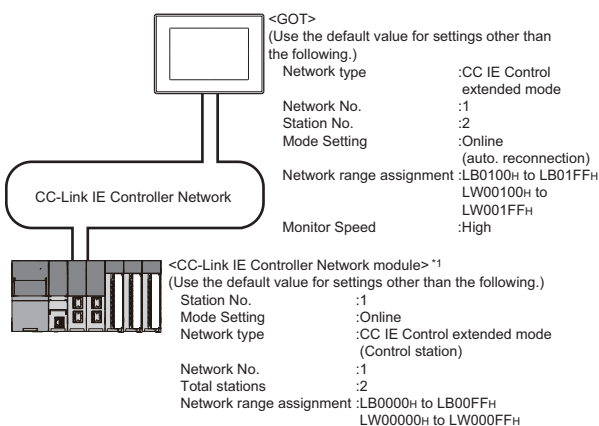 <GOT>
(Use the default value for settings other than
the following.)
Network type :CC IE Control
extended mode
Network No. :1
Station No. :2
Mode Setting :Online
(auto. reconnection)
Network range assignment :LB0100H to LB01FFH
LW00100H to
LW001FFH
Monitor Speed :High
CC-Link IE Controller Network
<CC-Link IE Controller Network module> *1
(Use the default value for settings other than the following.)
Station No. :1
Mode Setting :Online
Network type :CC IE Control extended mode
(Control station)
Network No. :1
Total stations :2
Network range assignment :LB0000H to LB00FFH
LW00000H to LW000FFH